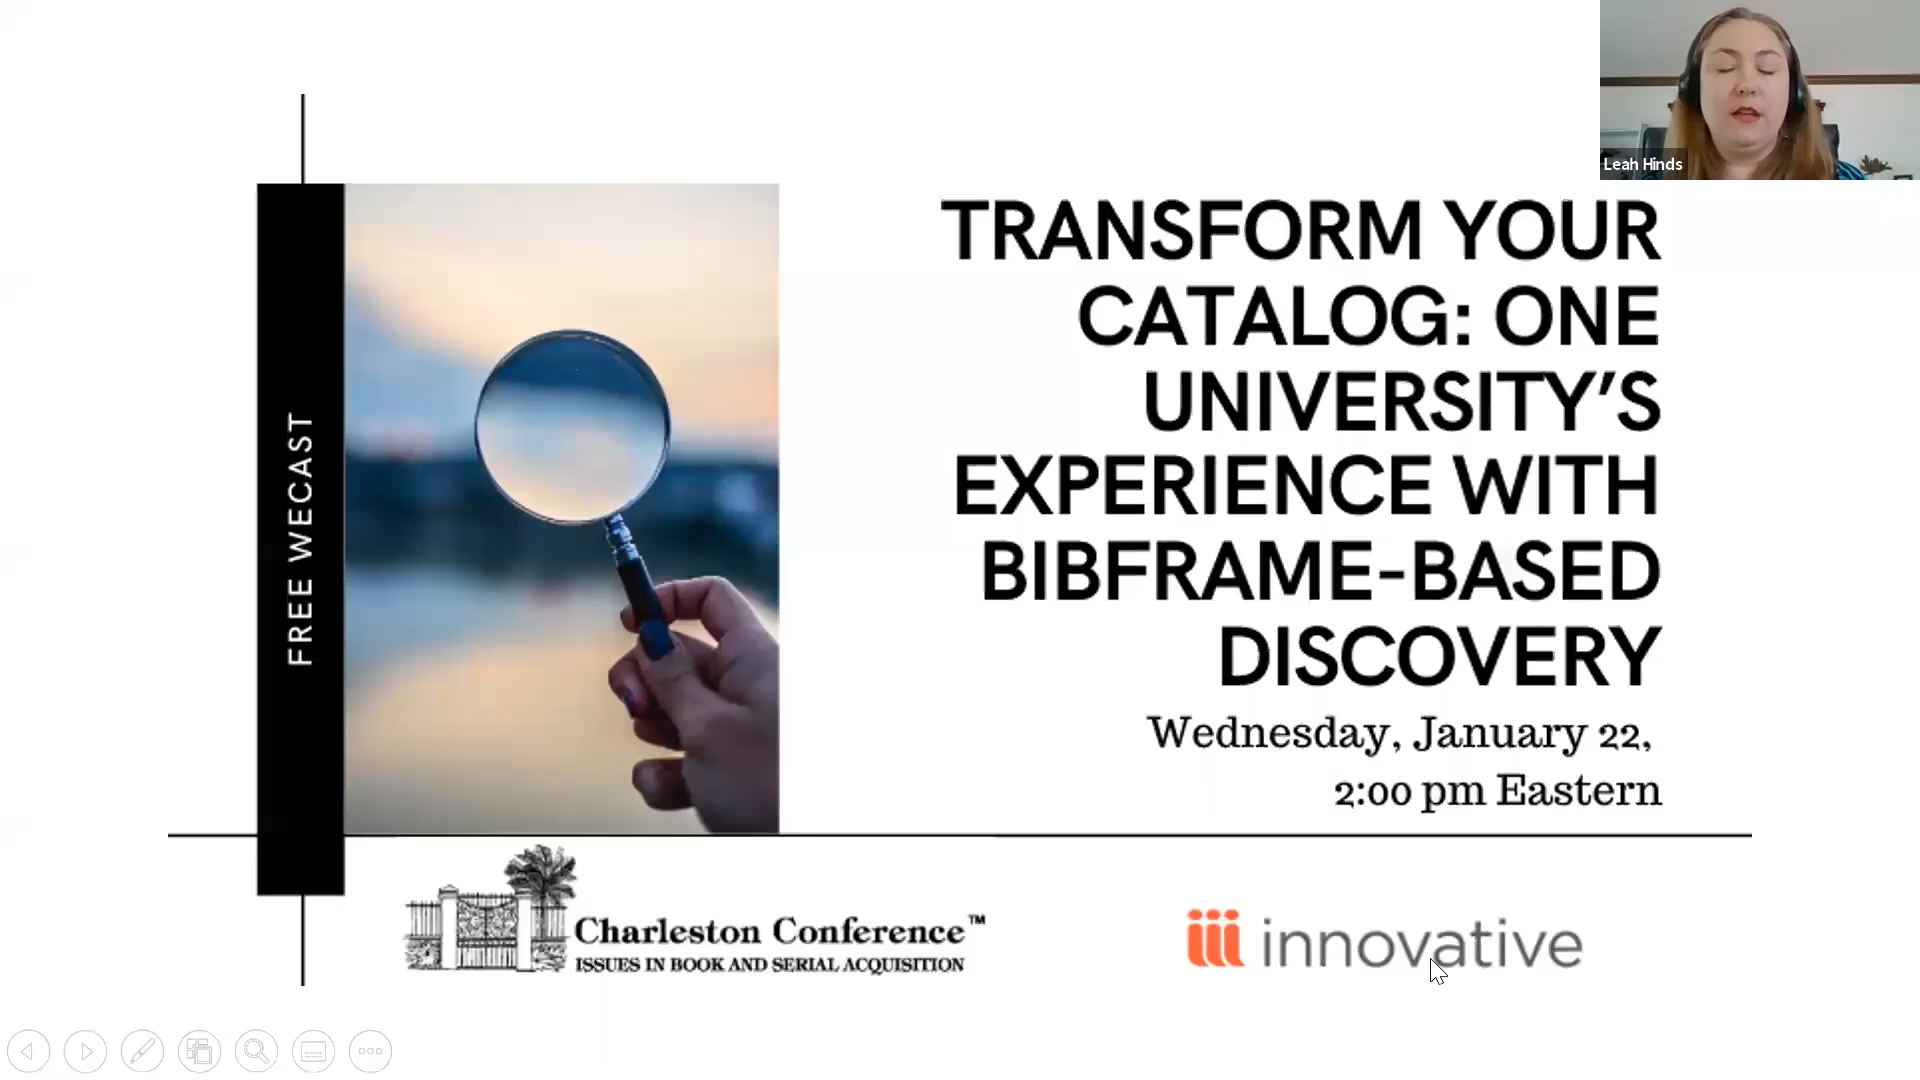 Leah Hinds
TRANSFORM YOUR
CATALOG: ONE
UNIVERSITY’S
EXPERIENCE WITH
BIBFRAME-BASED
DISCOVERY
Wednesday, January 22,
2:00 pm Eastern
FREE WECAST
Charleston Conference™
ISSUES IN BOOK AND SERIAL ACQUISITION
iii innovative